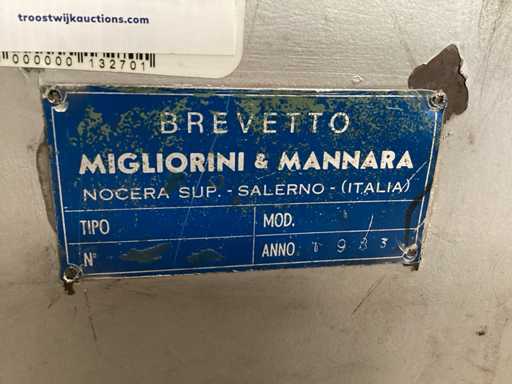 troostwijkauctions.com
000000 132701
BREVETTO
MIGLIORINI & MANNARA
NOCERA SUP. - SALERNO - (ITALIA)
TIPO MOD.
N° ANNO